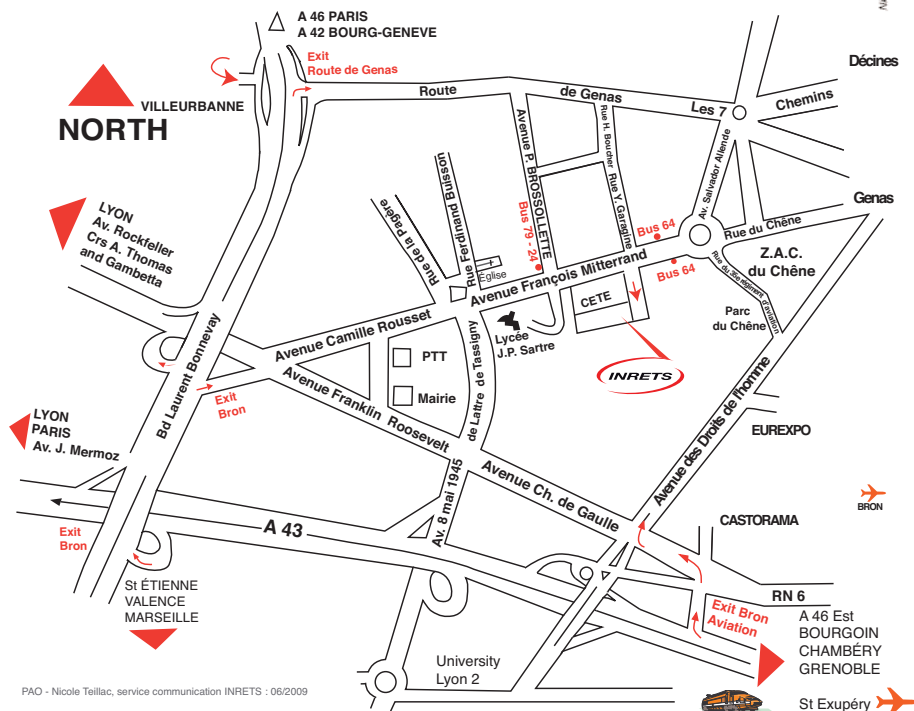 A 46 PARIS
A 42 BOURG-GENEVE
Exit
Route de Genas
Décines
VILLEURBANNE
NORTH
Route
de Genas
Les 7
Chemins
Avenue P. BROSSOLLETTE
Rue H. Boucher
Rue Y. Garagine
Av. Salvador Allende
Rue Ferdinand Buisson
Rue de la Pagère
Bus 79 - 24
LYON
Av. Rockfeller
Crs A. Thomas
and Gambetta
Genas
Bus 64
Rue du Chêne
Z.A.C.
du Chêne
Église
Avenue François Mitterrand
Bus 64
Rue du 35e régiment d'aviation
CETE
Parc
du Chêne
Avenue Camille Rousset
Lycée
J.P. Sartre
Bd Laurent Bonnevay
PTT
de Lattre de Tassigny
INRETS
Exit
Bron
Mairie
Avenue Franklin Roosevelt
LYON
PARIS
Av. J. Mermoz
Avenue des Droits de l'homme
EUREXPO
Avenue Ch. de Gaulle
Av. 8 mai 1945
BRON
CASTORAMA
A 43
Exit
Bron
St ÉTIENNE
VALENCE
MARSEILLE
RN 6
Exit Bron
Aviation
A 46 Est
BOURGOIN
CHAMBÉRY
GRENOBLE
University
Lyon 2
PAO - Nicole Teillac, service communication INRETS : 06/2009
St Exupéry